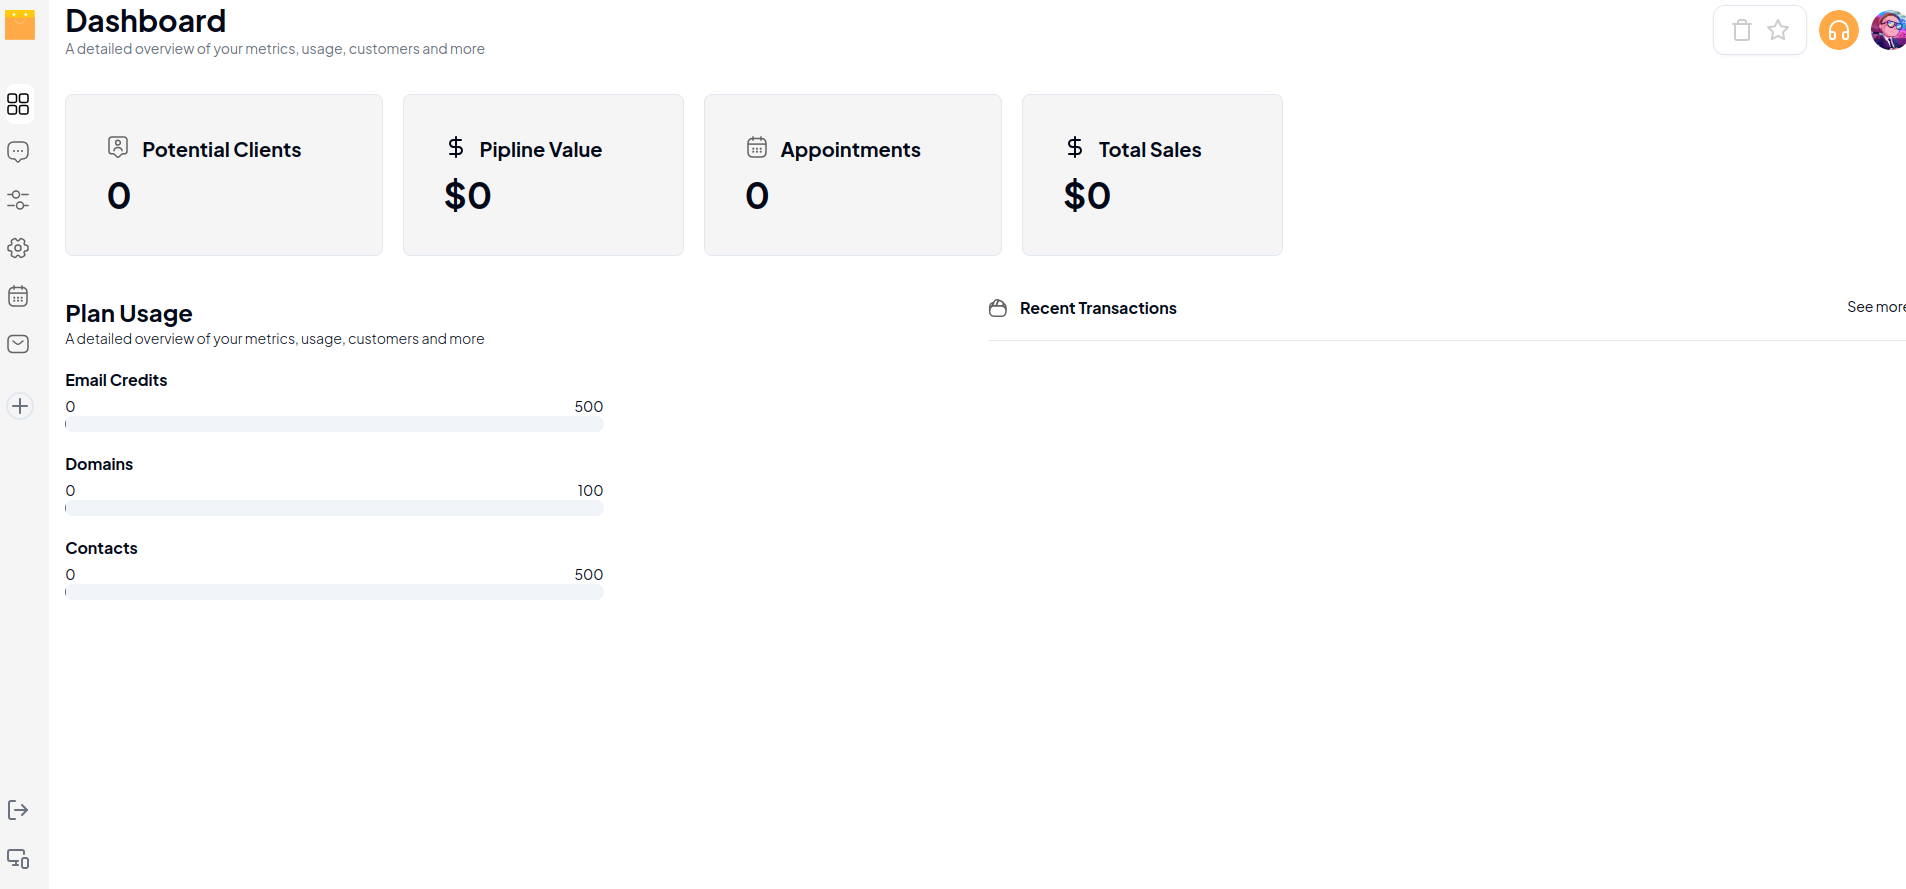 Dashboard
A detailed overview of your metrics, usage, customers and more
Potential Clients
0
Pipline Value
$0
Appointments
0
Total Sales
$0
Plan Usage
A detailed overview of your metrics, usage, customers and more
Email Credits
0 500
Domains
0 100
Contacts
0 500
Recent Transactions
See more